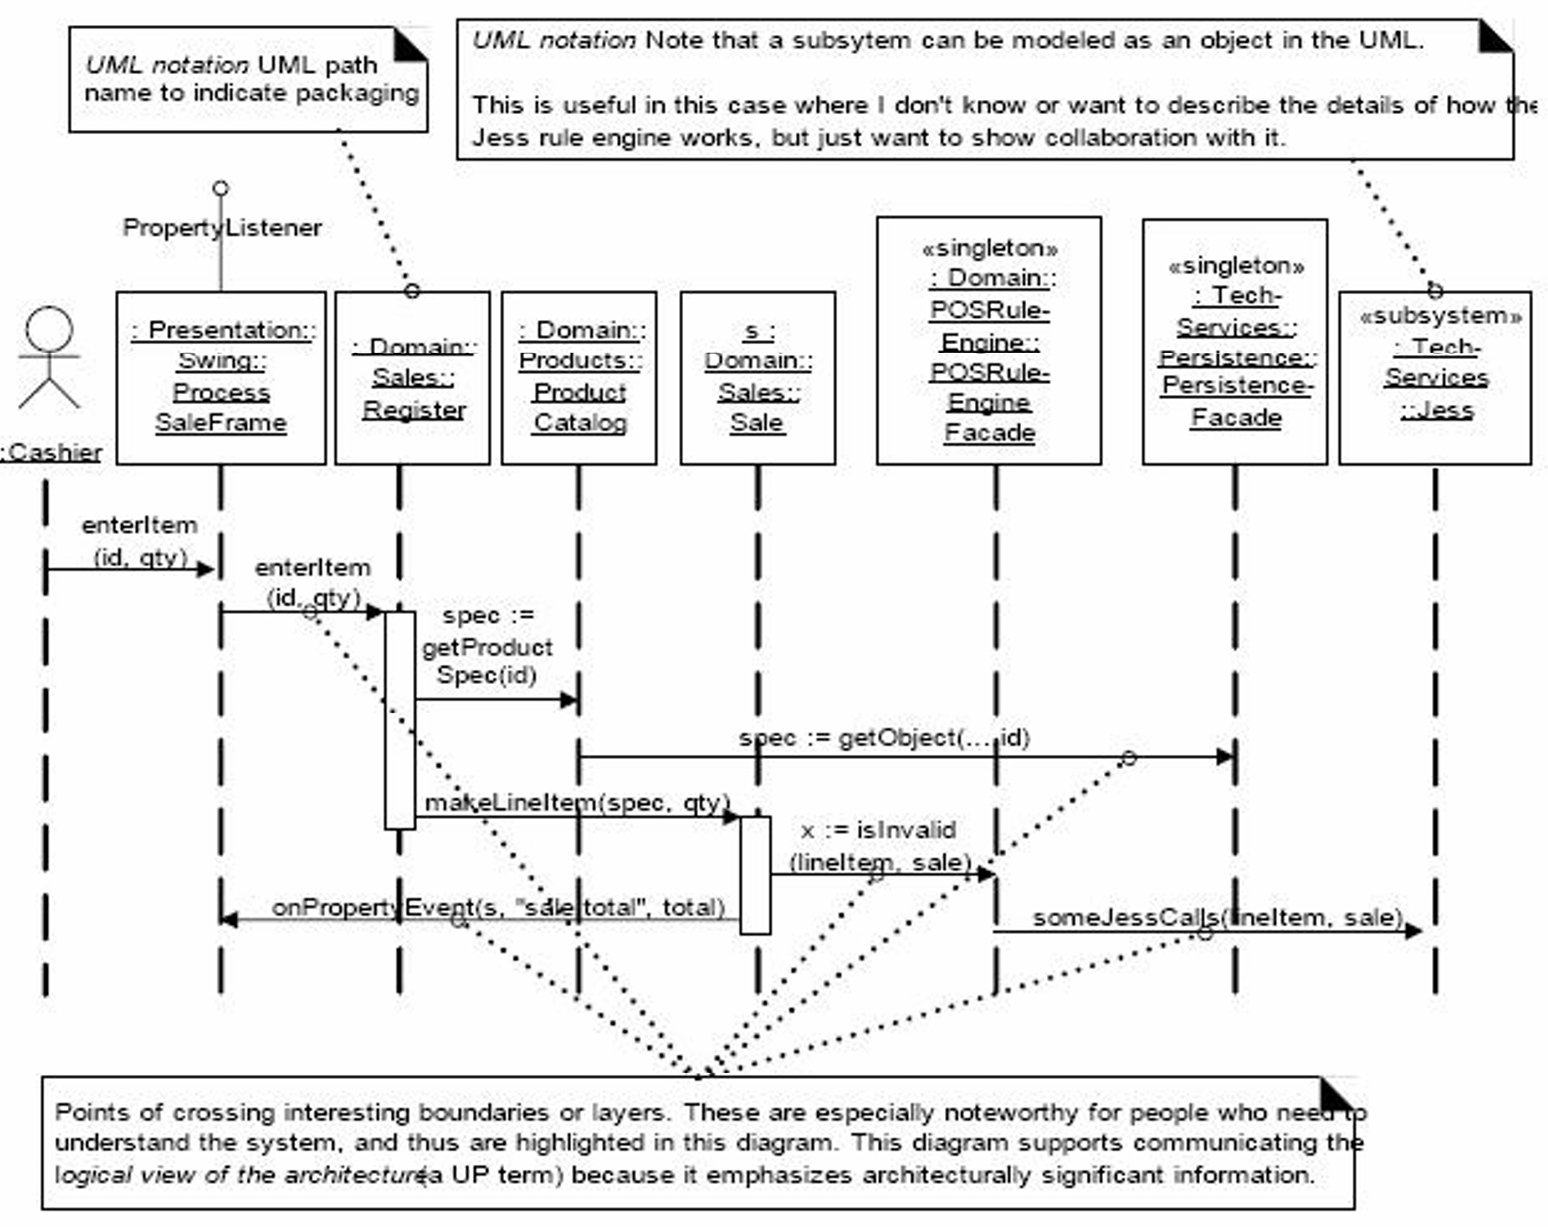 UML notation UML path
name to indicate packaging
UML notation Note that a subsytem can be modeled as an object in the UML.
This is useful in this case where I don't know or want to describe the details of how the
Jess rule engine works, but just want to show collaboration with it.
PropertyListener
:Cashier
: Presentation::
Swing::
Process
SaleFrame
: Domain::
Sales::
Register
: Domain::
Products::
Product
Catalog
s :
Domain::
Sales::
Sale
«singleton»
: Domain::
POSRule-
Engine::
POSRule-
Engine
Facade
«singleton»
: Tech-
Services::
Persistence::
Persistence-
Facade
«subsystem»
: Tech-
Services
::Jess
enterItem
(id, qty)
enterItem
(id, qty)
spec :=
getProduct
Spec(id)
spec := getObject(..., id)
makeLineItem(spec, qty)
x := isInvalid
(lineItem, sale)
onPropertyEvent(s, "sale.total", total)
someJessCalls(lineItem, sale)
Points of crossing interesting boundaries or layers. These are especially noteworthy for people who need to
understand the system, and thus are highlighted in this diagram. This diagram supports communicating the
logical view of the architecture (a UP term) because it emphasizes architecturally significant information.